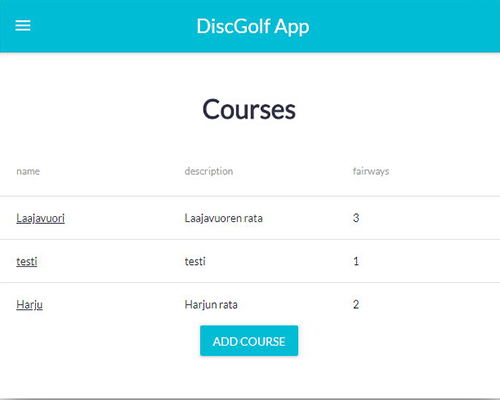 DiscGolf App
Courses
name description fairways
Laajavuori Laajavuoren rata 3
testi testi 1
Harju Harjun rata 2
ADD COURSE